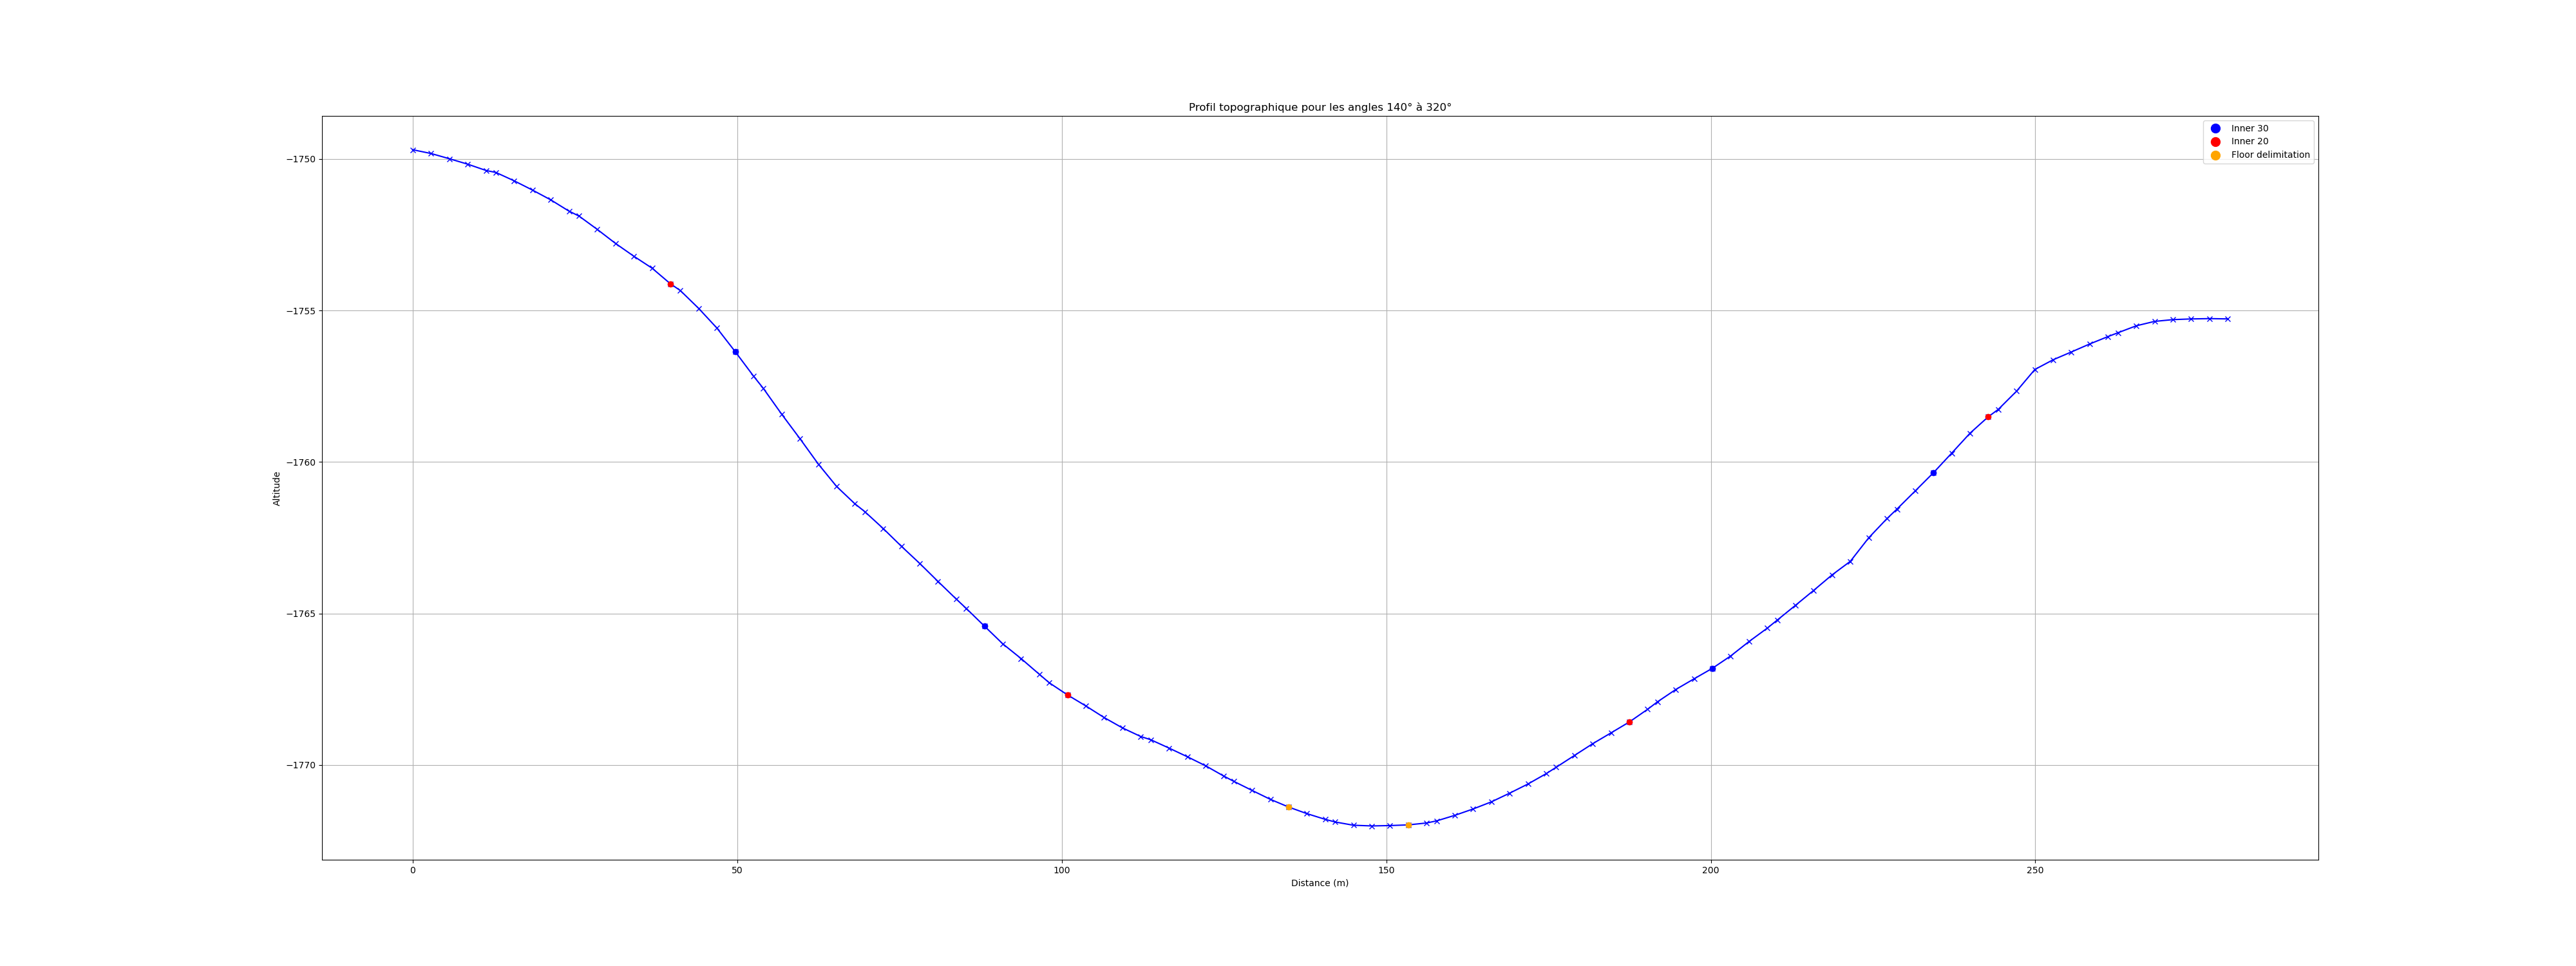 Profil topographique pour les angles 140° à 320°
Inner 30
Inner 20
Floor delimitation
−1750
−1755
−1760
−1765
−1770
Altitude
0
50
100
150
200
250
Distance (m)